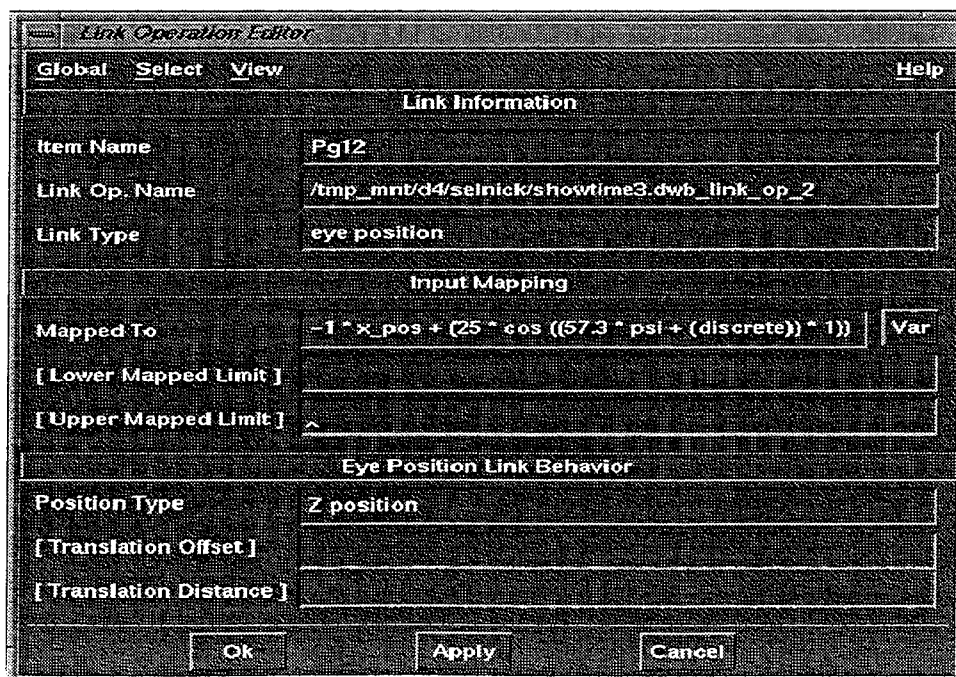 Link Operation Editor
Global Select View Help
Link Information
Item Name Pg12
Link Op. Name /tmp_mnt/d4/selnick/showtime3.dwb_link_op_2
Link Type eye position
Input Mapping
Mapped To -1 * x_pos + (25 * cos ((57.3 * psi + (discrete)) * 1)) Var
[ Lower Mapped Limit ]
[ Upper Mapped Limit ] ^
Eye Position Link Behavior
Position Type Z position
[ Translation Offset ]
[ Translation Distance ]
Ok Apply Cancel